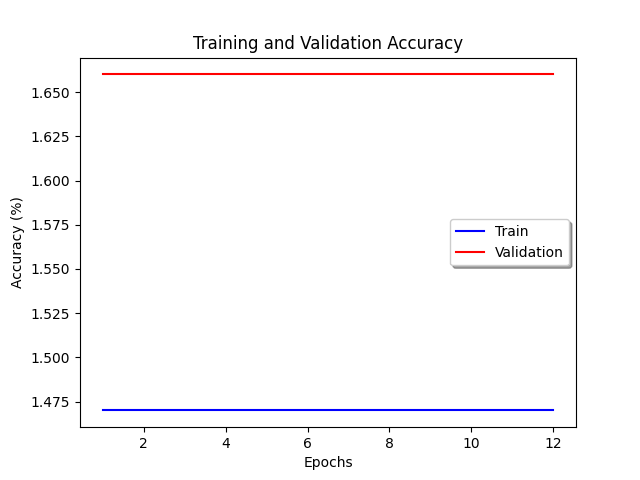 Training and Validation Accuracy
Accuracy (%)
1.650
1.625
1.600
1.575
1.550
1.525
1.500
1.475
Train
Validation
2 4 6 8 10 12
Epochs